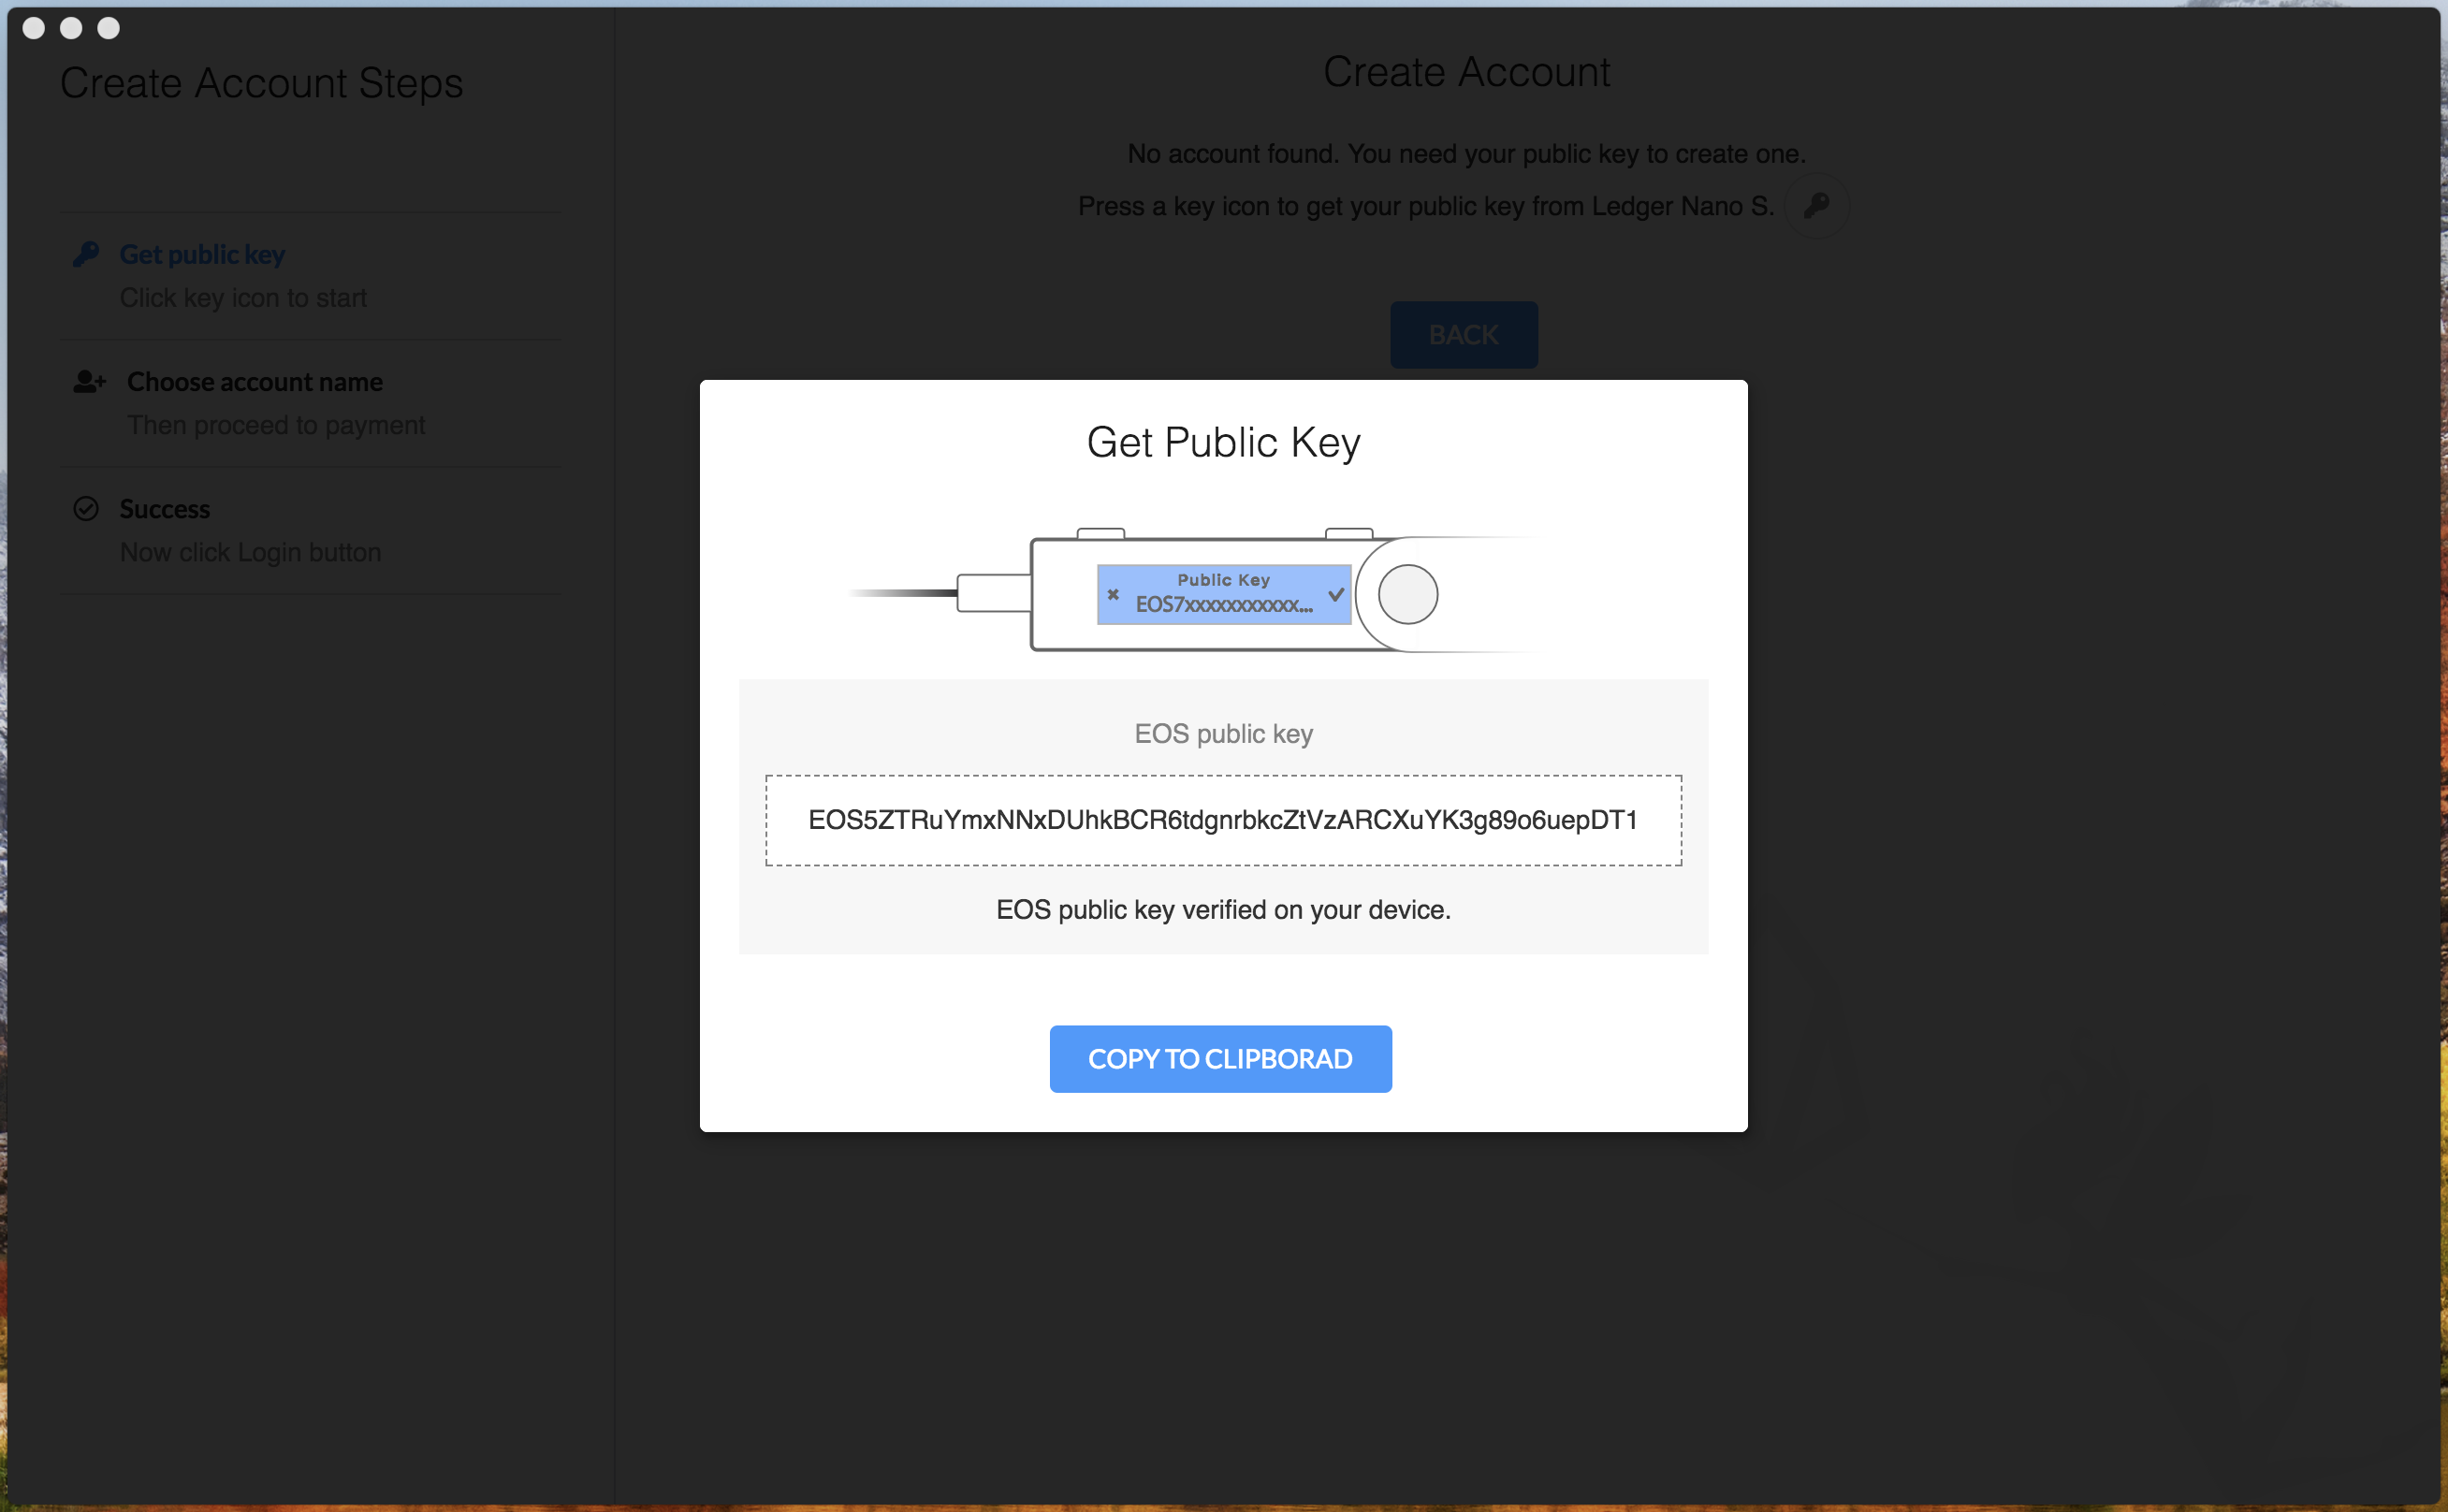 Create Account Steps
Get public key
Click key icon to start
Choose account name
Then proceed to payment
Success
Now click Login button
Create Account
No account found. You need your public key to create one.
Press a key icon to get your public key from Ledger Nano S.
BACK
Get Public Key
Public Key
EOS7xxxxxxxxxxx...
EOS public key
EOS5ZTRuYmxNNxDUhkBCR6tdgnrbkcZtVzARCXuYK3g89o6uepDT1
EOS public key verified on your device.
COPY TO CLIPBORAD